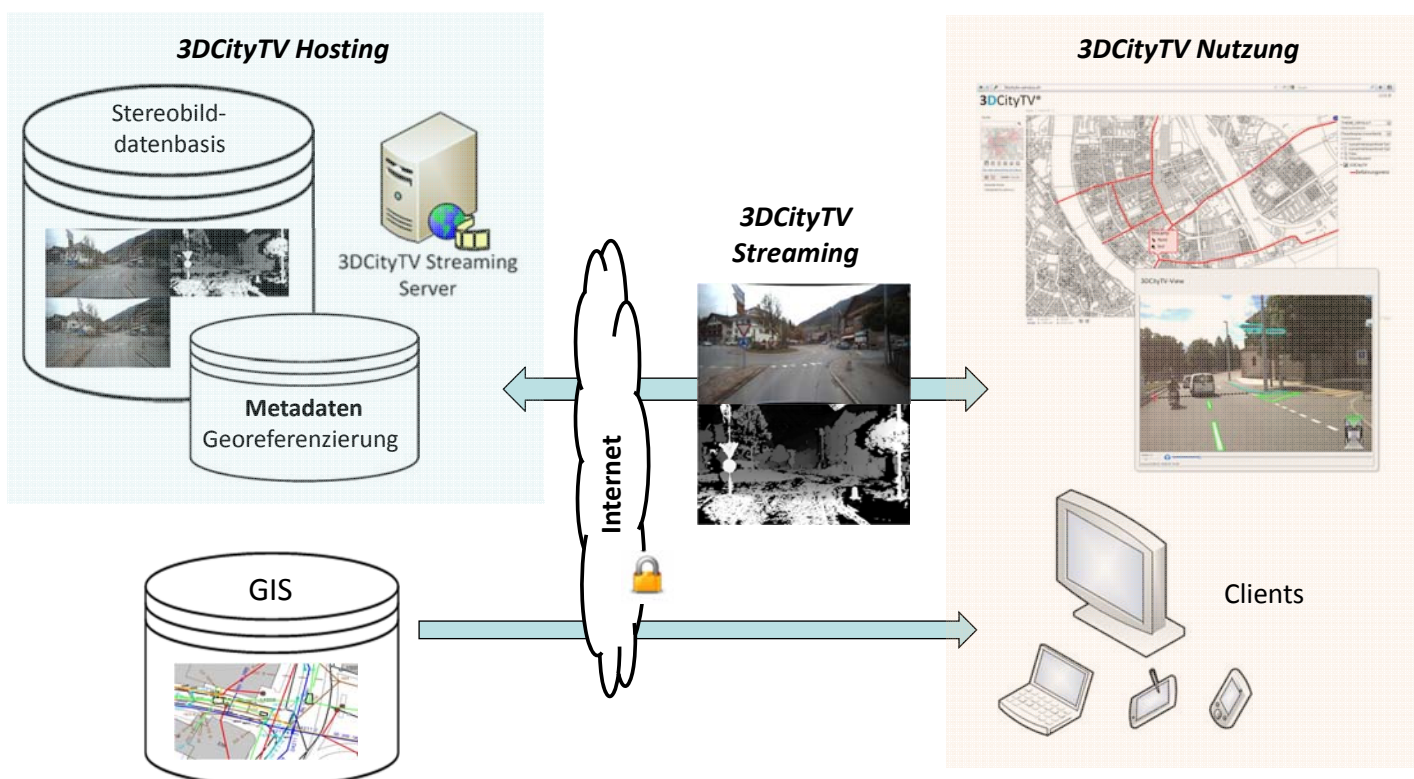 3DCityTV Hosting
Stereobild-
datenbasis
3DCityTV Streaming
Server
Metadaten
Georeferenzierung
GIS
Internet
3DCityTV
Streaming
3DCityTV Nutzung
3DCityTV®
3DCityTV-View
Clients